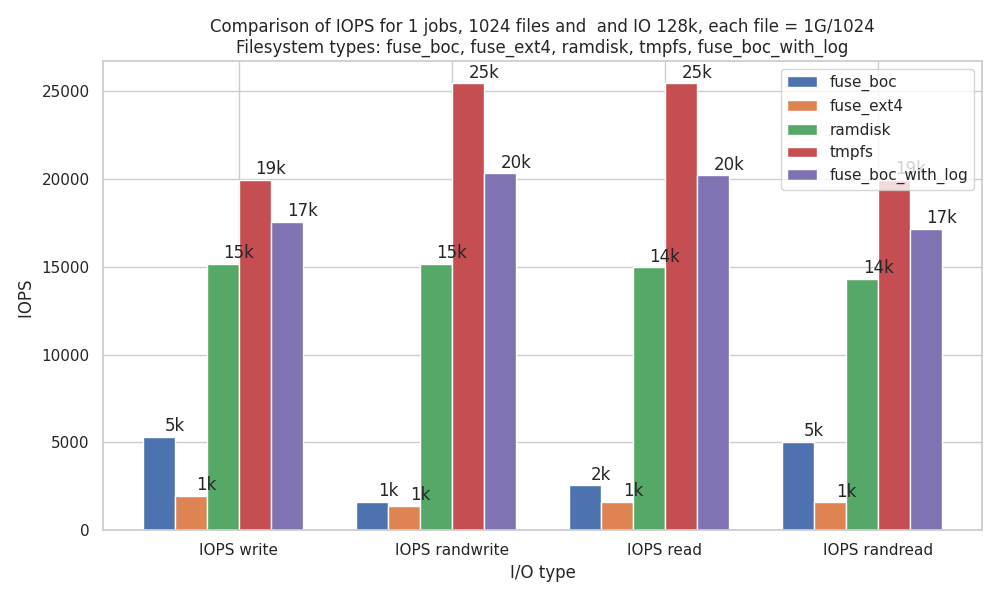 Comparison of IOPS for 1 jobs, 1024 files and  and IO 128k, each file = 1G/1024
Filesystem types: fuse_boc, fuse_ext4, ramdisk, tmpfs, fuse_boc_with_log
IOPS
25000
20000
15000
10000
5000
0
5k
1k
15k
19k
17k
1k
1k
15k
25k
20k
2k
1k
14k
25k
20k
5k
1k
14k
19k
17k
fuse_boc
fuse_ext4
ramdisk
tmpfs
fuse_boc_with_log
IOPS write
IOPS randwrite
IOPS read
IOPS randread
I/O type